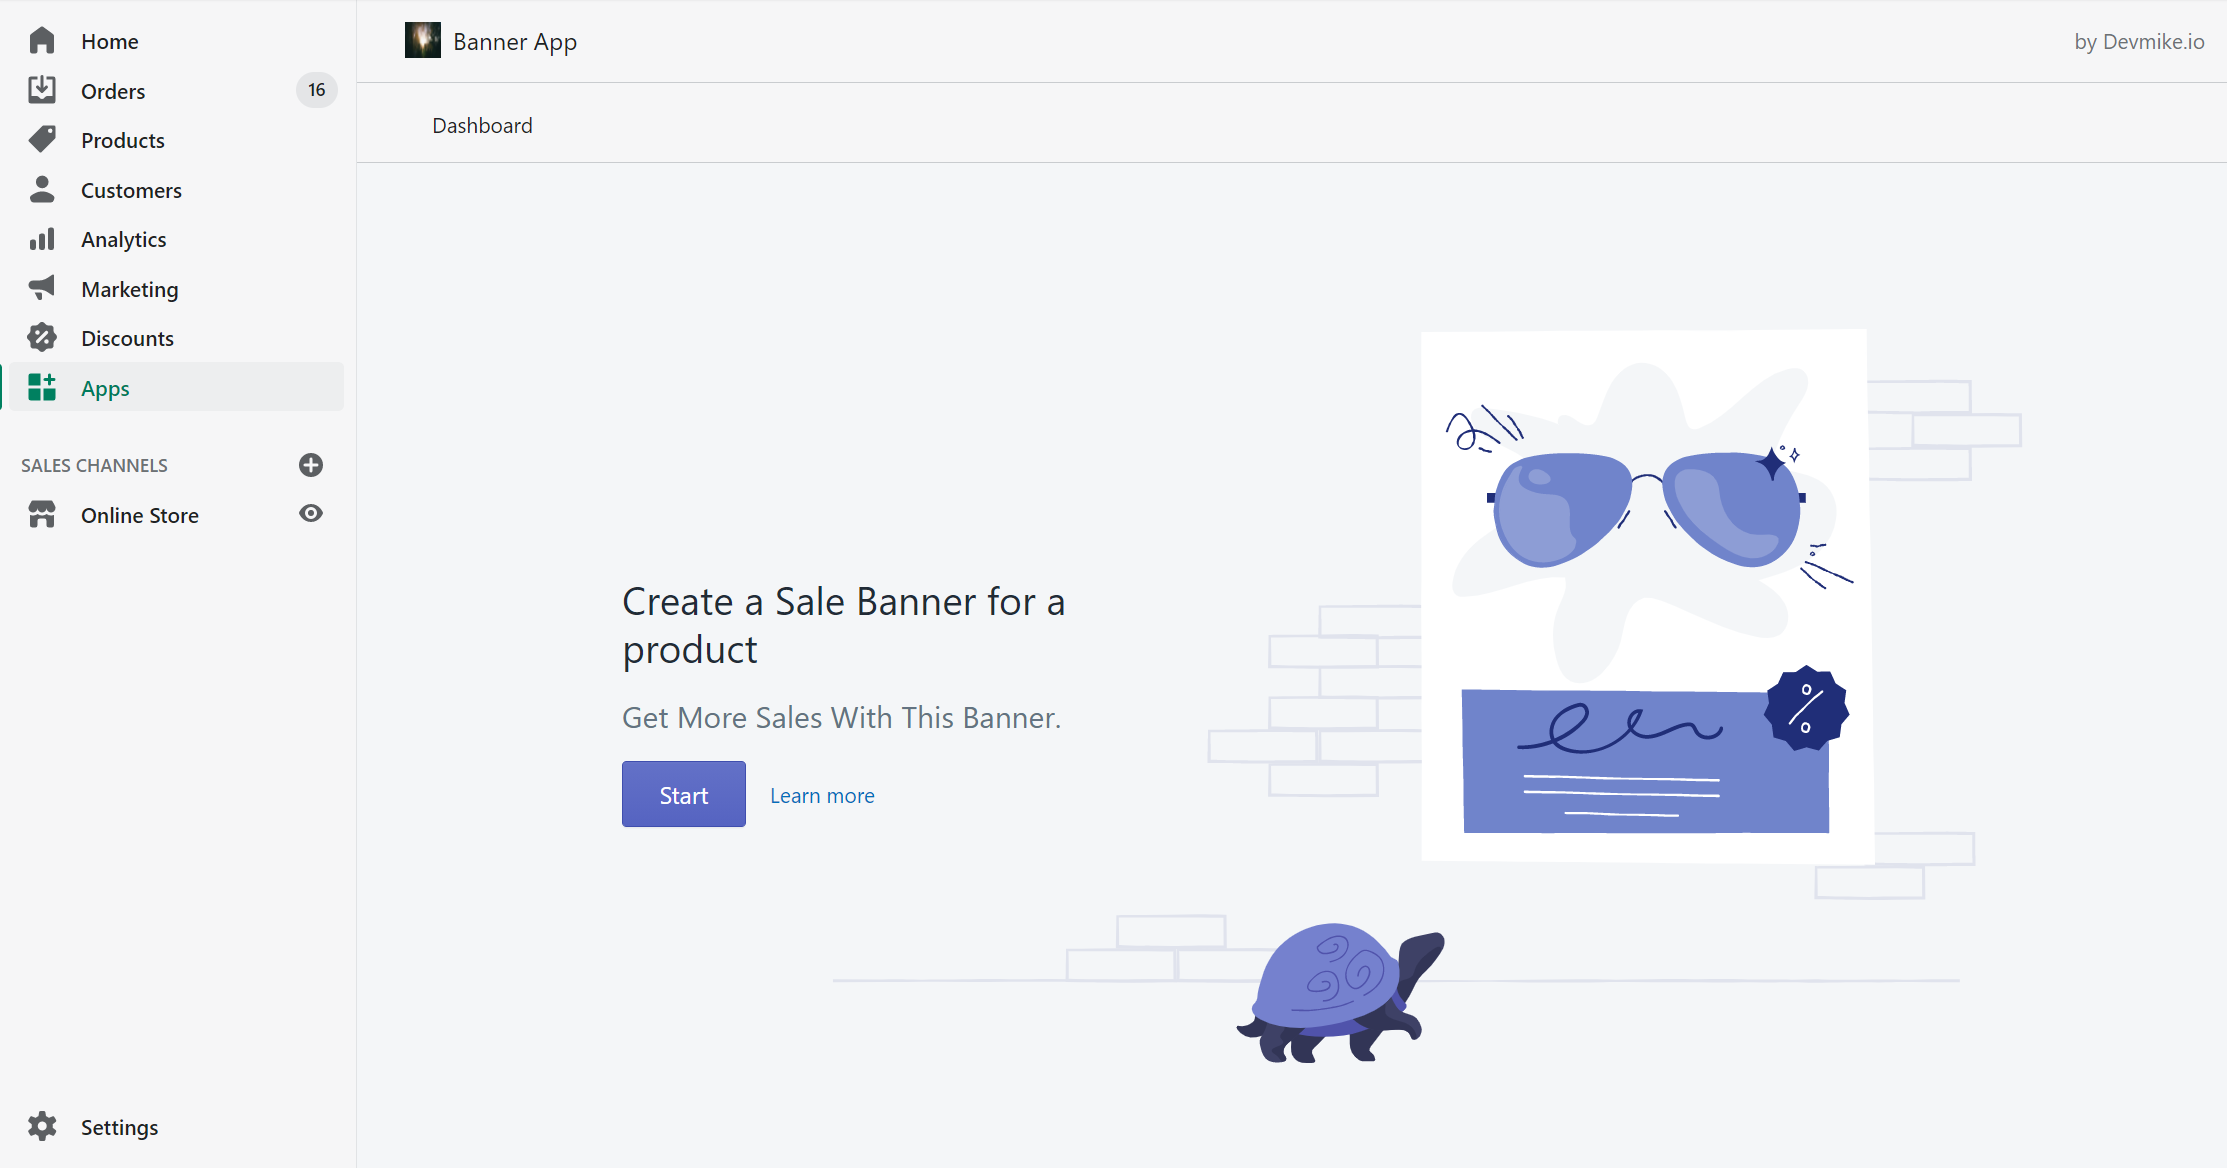 Home
Orders
16
Products
Customers
Analytics
Marketing
Discounts
Apps
SALES CHANNELS
Online Store
Settings
Banner App
by Devmike.io
Dashboard
Create a Sale Banner for a
product
Get More Sales With This Banner.
Start
Learn more
%